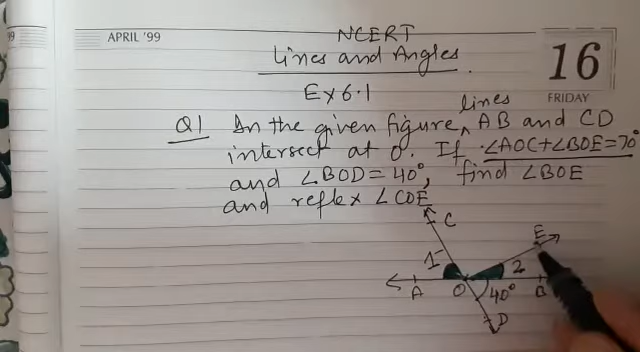 99
APRIL '99
16
FRIDAY
NCERT
Lines and Angles.
Ex 6.1
lines
Q1 In the given figure, ^ AB and CD
intersect at O. If ∠AOC+∠BOE=70°
and ∠BOD=40°, find ∠BOE
and reflex ∠COE
C
E
1
2
A
O
40°
B
D